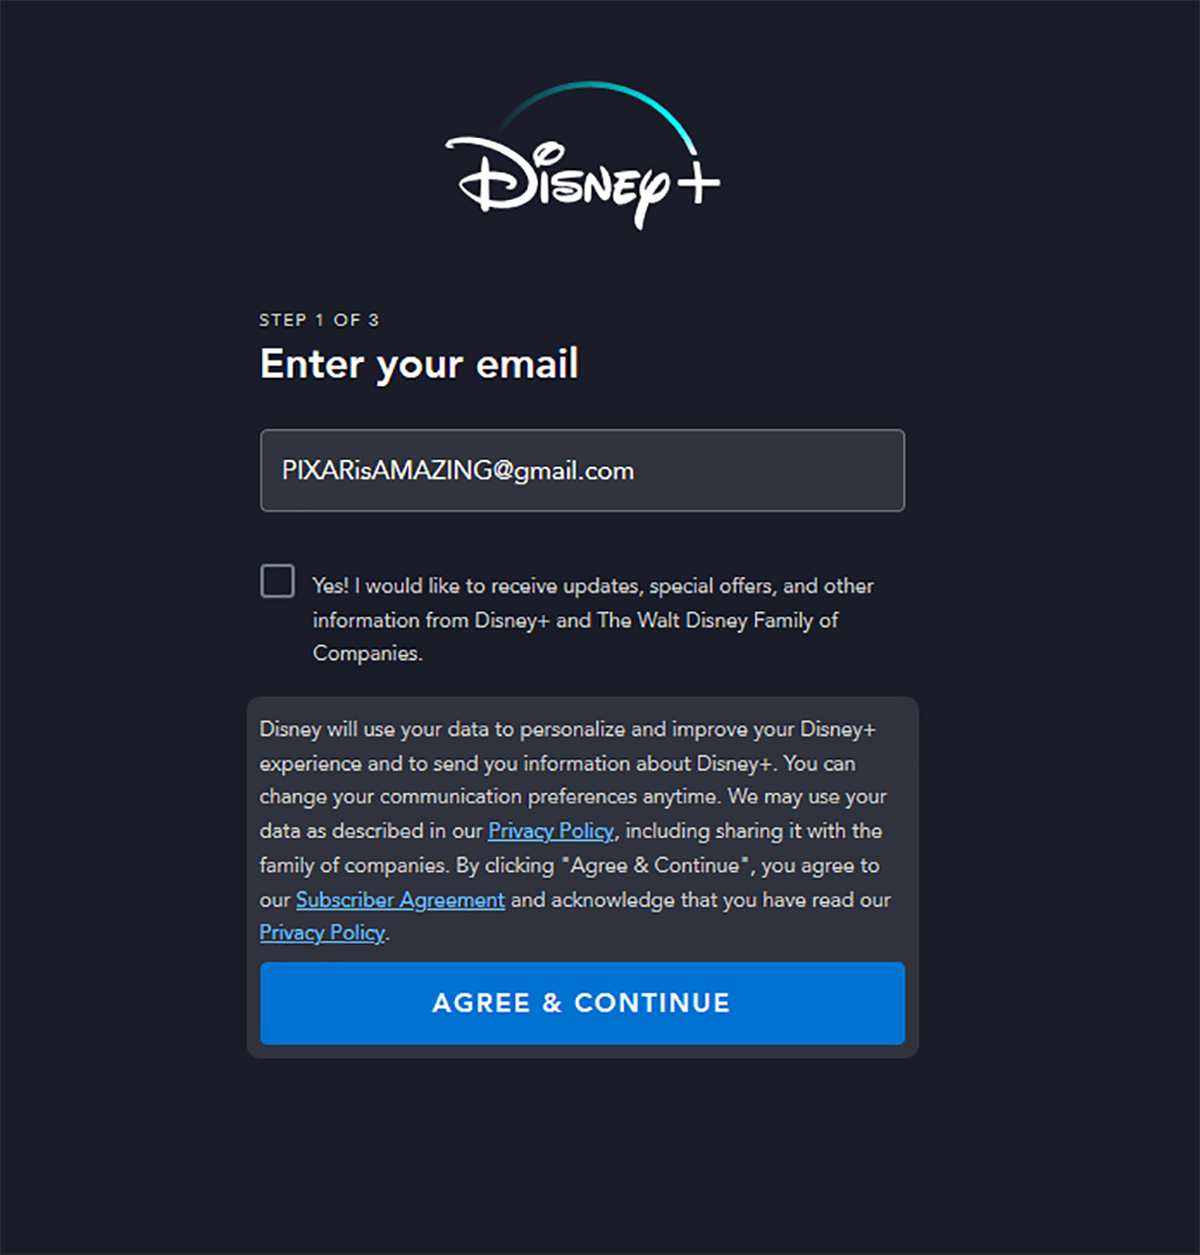 Disney+
STEP 1 OF 3
Enter your email
PIXARisAMAZING@gmail.com
Yes! I would like to receive updates, special offers, and other
information from Disney+ and The Walt Disney Family of
Companies.
Disney will use your data to personalize and improve your Disney+
experience and to send you information about Disney+. You can
change your communication preferences anytime. We may use your
data as described in our Privacy Policy, including sharing it with the
family of companies. By clicking "Agree & Continue", you agree to
our Subscriber Agreement and acknowledge that you have read our
Privacy Policy.
AGREE & CONTINUE